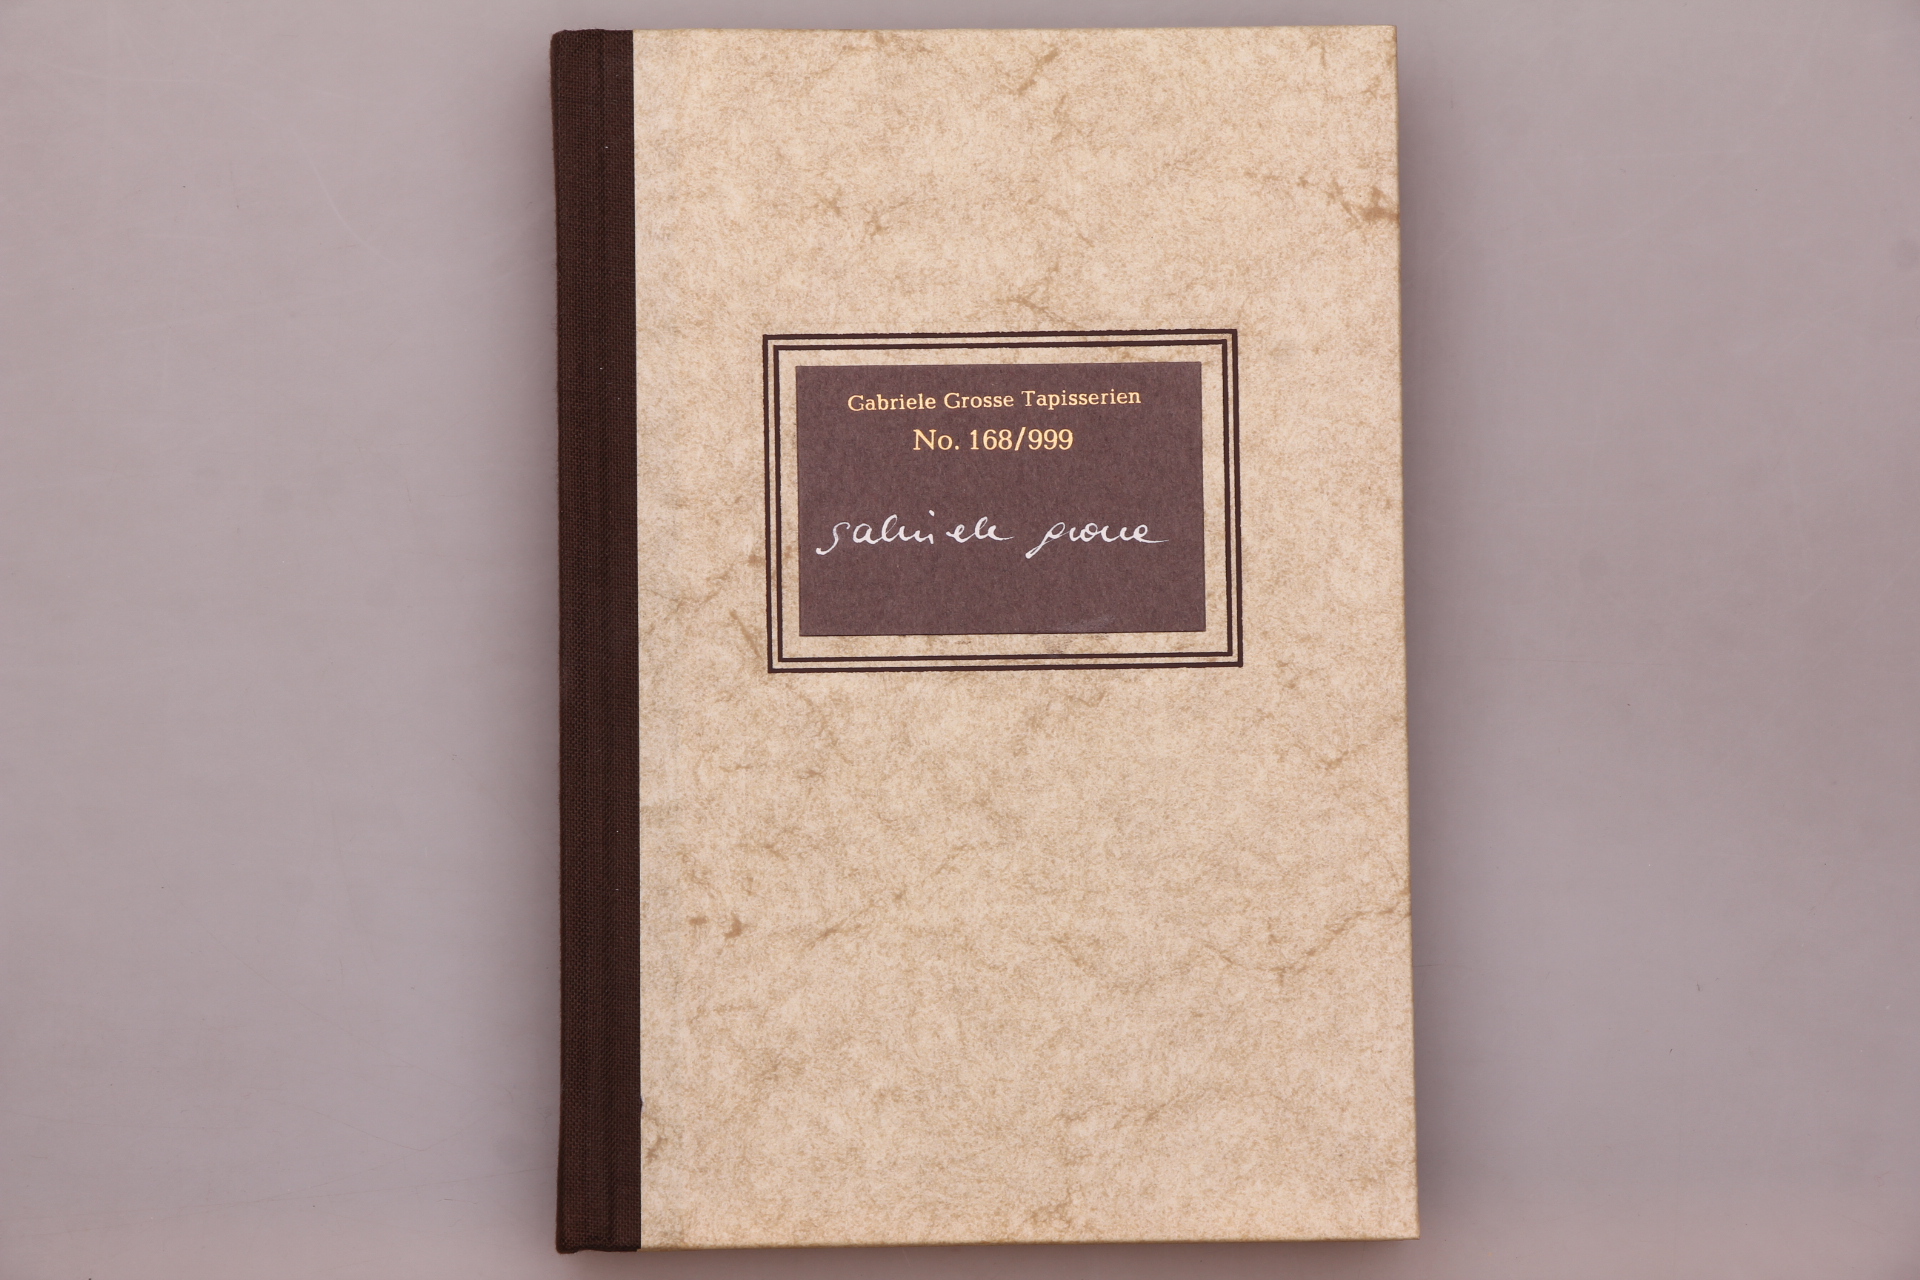 Gabriele Grosse Tapisserien
No. 168/999
gabriele grosse